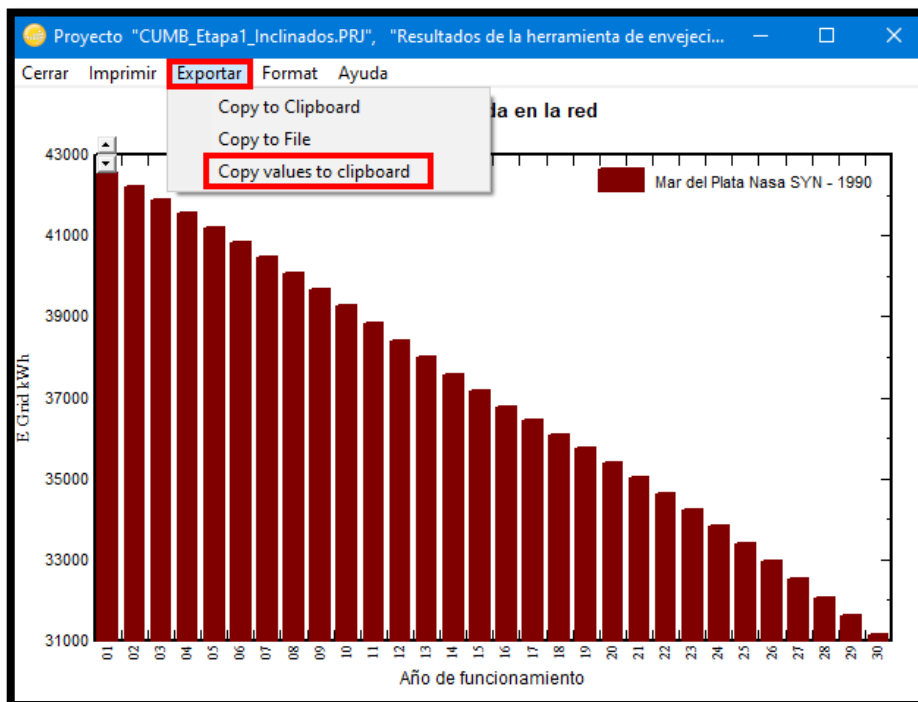 Proyecto "CUMB_Etapa1_Inclinados.PRJ", "Resultados de la herramienta de envejeci...
Cerrar Imprimir Exportar Format Ayuda
Copy to Clipboard
Copy to File
Copy values to clipboard
da en la red
Mar del Plata Nasa SYN - 1990
E Grid kWh
43000
41000
39000
37000
35000
33000
31000
01 02 03 04 05 06 07 08 09 10 11 12 13 14 15 16 17 18 19 20 21 22 23 24 25 26 27 28 29 30
Año de funcionamiento